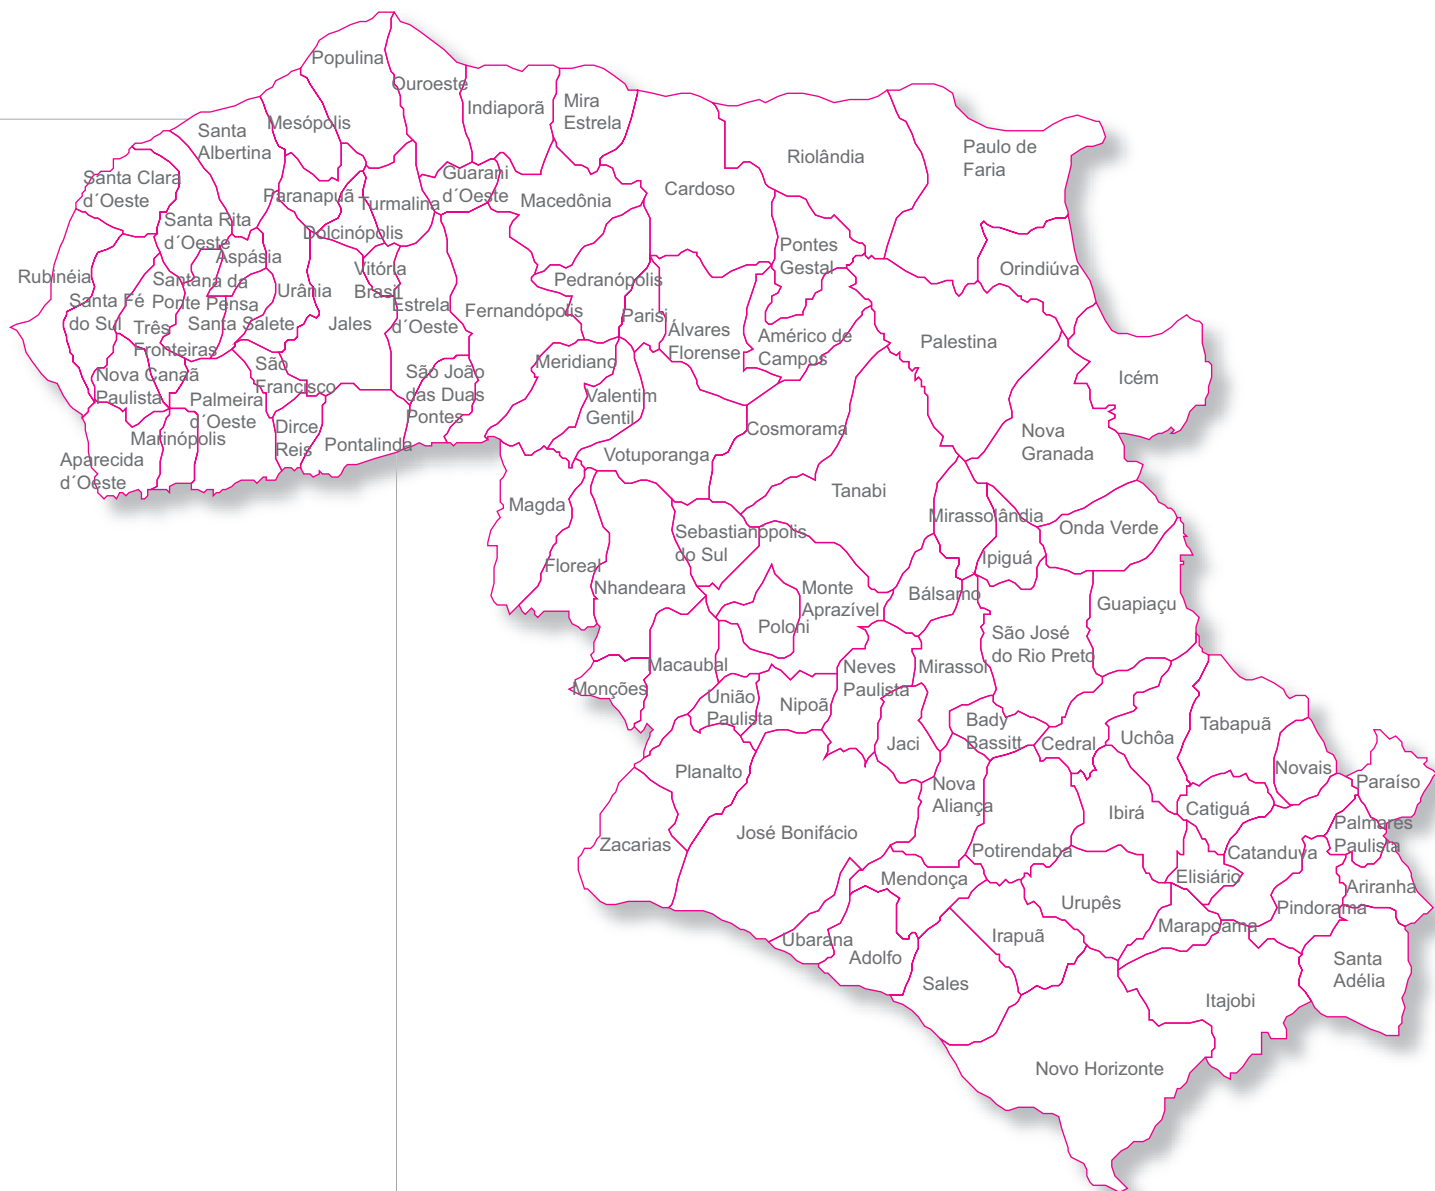 Populina
Ouroeste
Indiaporã
Mira
Estrela
Mesópolis
Santa
Albertina
Riolândia
Paulo de
Faria
Santa Clara
d´Oeste
Paranapuã
Turmalina
Guarani
d´Oeste
Macedônia
Cardoso
Santa Rita
d´Oeste
Dolcinópolis
Aspásia
Pontes
Gestal
Orindiúva
Rubinéia
Santana da
Ponte Pensa
Urânia
Vitória
Brasil
Pedranópolis
Santa Fé
do Sul
Três
Fronteiras
Santa Salete
Jales
Estrela
d´Oeste
Fernandópolis
Parisi
Álvares
Florense
Américo de
Campos
Palestina
Icém
Nova Canaã
Paulista
São
Francisco
São João
das Duas
Pontes
Meridiano
Valentim
Gentil
Palmeira
d´Oeste
Marinópolis
Dirce
Reis
Pontalinda
Aparecida
d´Oeste
Votuporanga
Cosmorama
Nova
Granada
Magda
Tanabi
Mirassolândia
Onda Verde
Sebastianópolis
do Sul
Floreal
Nhandeara
Ipiguá
Monte
Aprazível
Bálsamo
Guapiaçu
Poloni
São José
do Rio Preto
Macaubal
Neves
Paulista
Mirassol
Monções
União
Paulista
Nipoã
Bady
Bassitt
Cedral
Uchôa
Tabapuã
Jaci
Planalto
Novais
Paraíso
Nova
Aliança
Ibirá
Catiguá
José Bonifácio
Palmares
Paulista
Zacarias
Potirendaba
Catanduva
Elisiário
Mendonça
Ariranha
Urupês
Pindorama
Marapoama
Ubarana
Adolfo
Irapuã
Santa
Adélia
Sales
Itajobi
Novo Horizonte